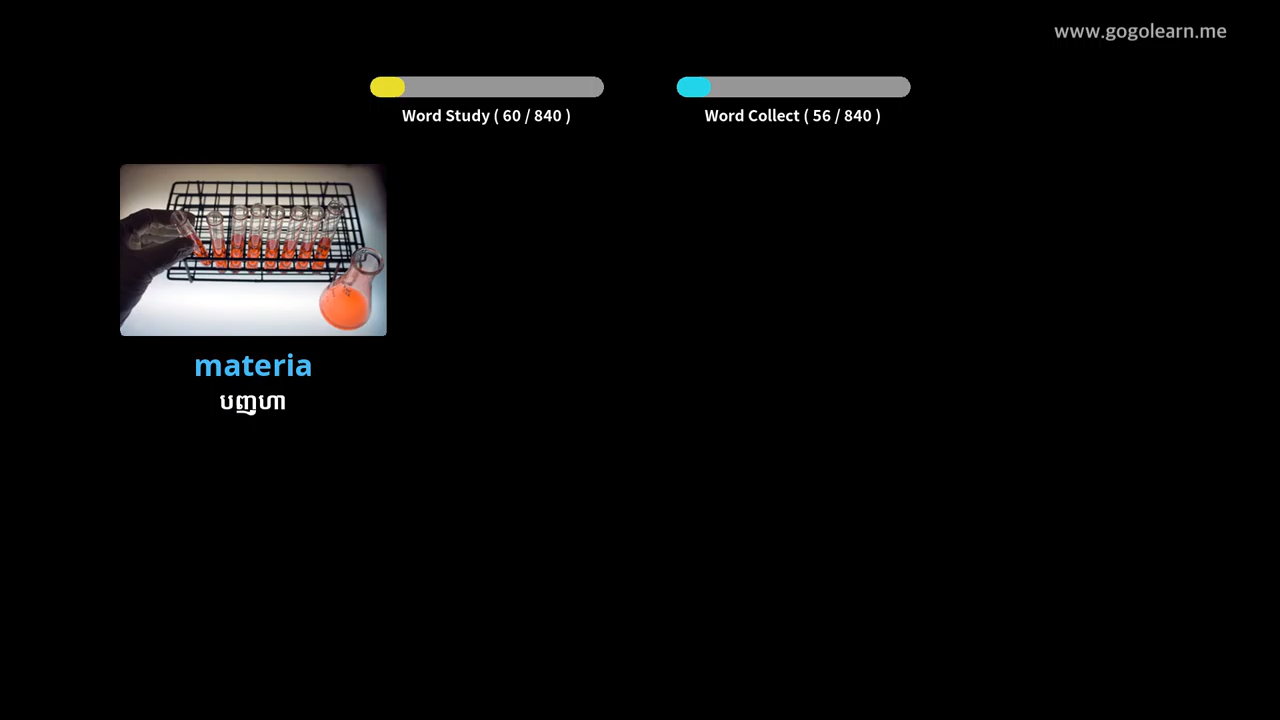 www.gogolearn.me
Word Study ( 60 / 840 )
Word Collect ( 56 / 840 )
materia
បញ្ហា